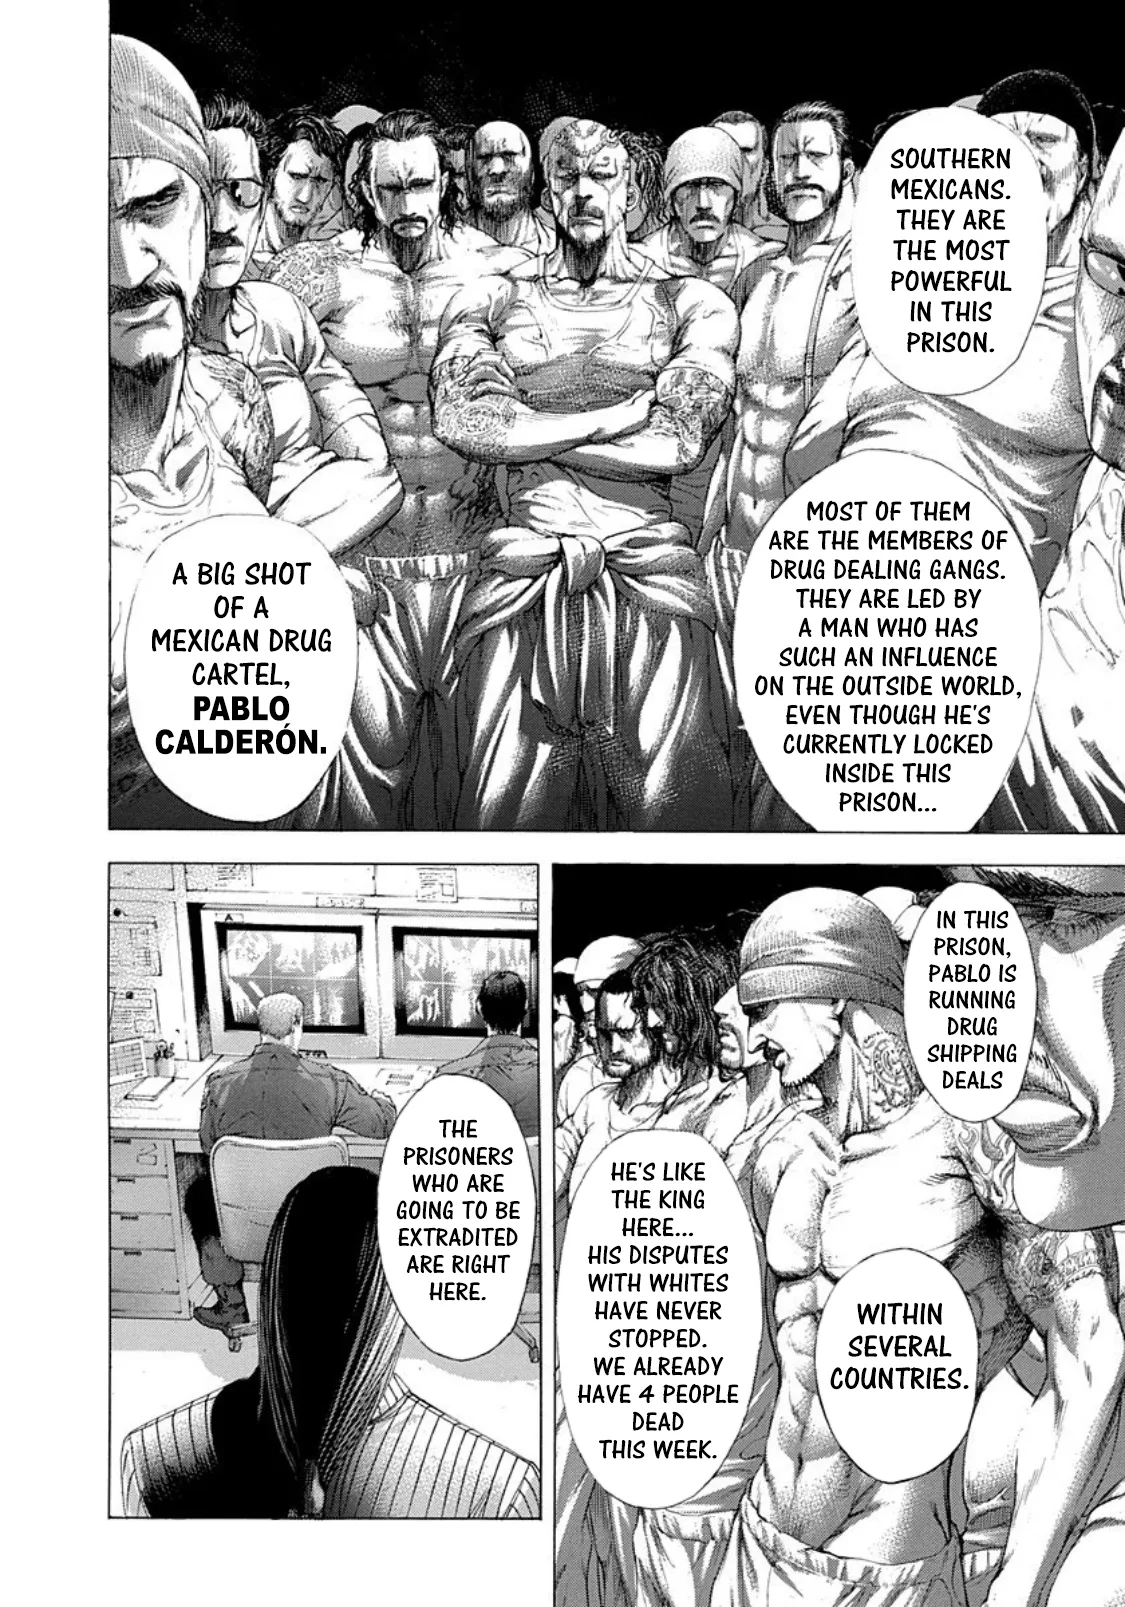 SOUTHERN
MEXICANS.
THEY ARE
THE MOST
POWERFUL
IN THIS
PRISON.
MOST OF THEM
ARE THE MEMBERS OF
DRUG DEALING GANGS.
THEY ARE LED BY
A MAN WHO HAS
SUCH AN INFLUENCE
ON THE OUTSIDE WORLD,
EVEN THOUGH HE'S
CURRENTLY LOCKED
INSIDE THIS
PRISON...
A BIG SHOT
OF A
MEXICAN DRUG
CARTEL,
PABLO
CALDERÓN.
IN THIS
PRISON,
PABLO IS
RUNNING
DRUG
SHIPPING
DEALS
WITHIN
SEVERAL
COUNTRIES.
HE'S LIKE
THE KING
HERE...
HIS DISPUTES
WITH WHITES
HAVE NEVER
STOPPED.
WE ALREADY
HAVE 4 PEOPLE
DEAD
THIS WEEK.
THE
PRISONERS
WHO ARE
GOING TO BE
EXTRADITED
ARE RIGHT
HERE.